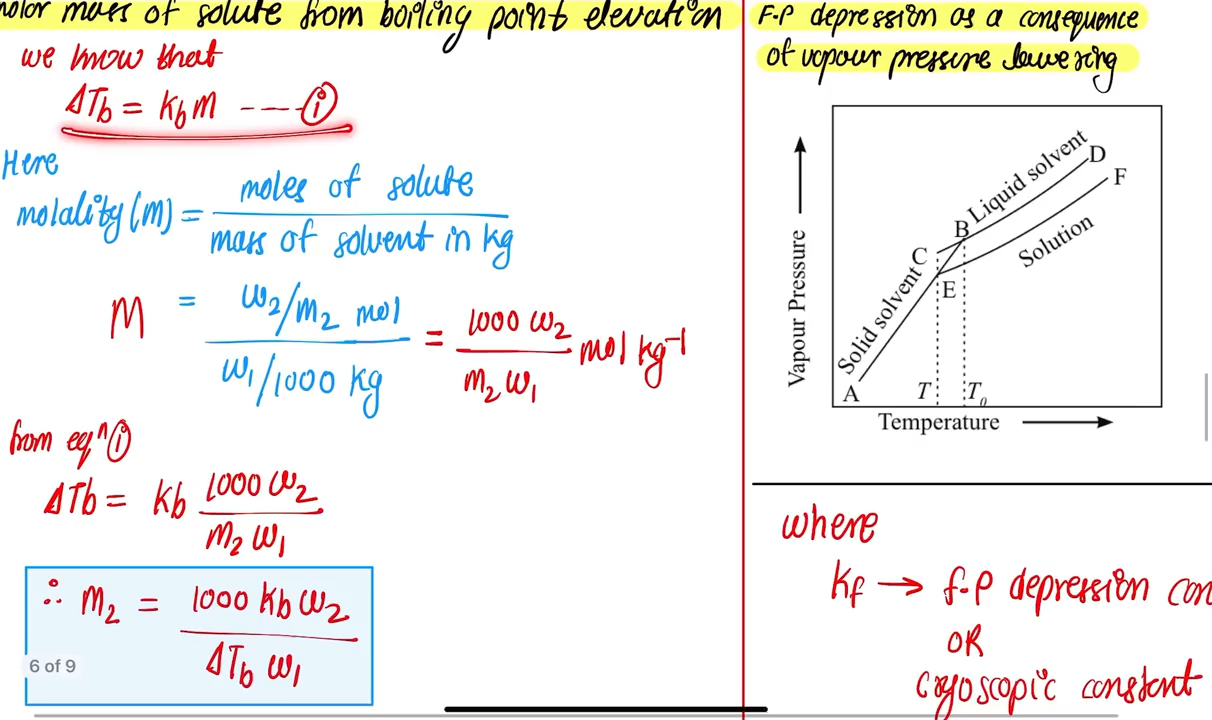 molar mass of solute from boiling point elevation
we know that
ΔTb = Kb m ---- (i)
Here
molality (m) = moles of solute / mass of solvent in kg
M = W2/M2 mol / W1/1000 kg = 1000 W2 / M2 W1 mol kg⁻¹
from eqⁿ (i)
ΔTb = Kb 1000 W2 / M2 W1
∴ M2 = 1000 Kb W2 / ΔTb W1
6 of 9
F.P depression as a consequence
of vapour pressure lowering
Vapour Pressure
Solid solvent
Liquid solvent
Solution
A
B
C
D
E
F
T
T₀
Temperature
where
Kf → f.p depression con
OR
cryoscopic constant